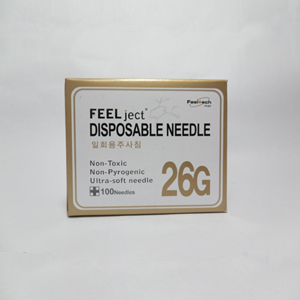 Feeltech
FEEL ject®
DISPOSABLE NEEDLE
일회용주사침
Non-Toxic
Non-Pyrogenic
Ultra-soft needle
100Needles
26G